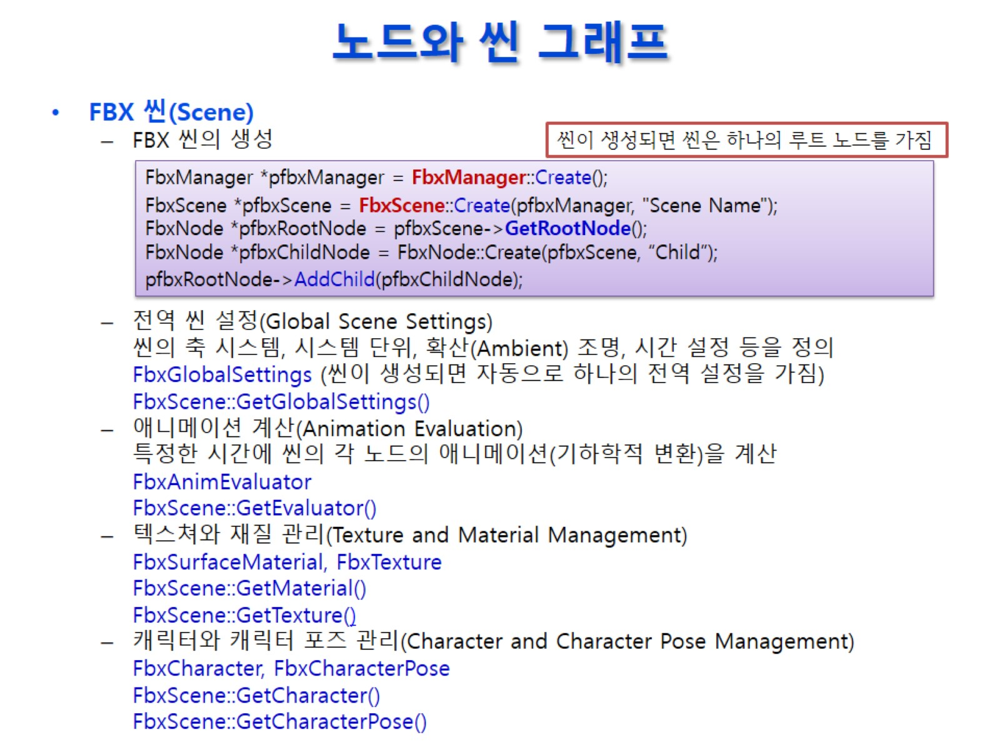 노드와 씬 그래프
• FBX 씬(Scene)
– FBX 씬의 생성
씬이 생성되면 씬은 하나의 루트 노드를 가짐
FbxManager *pfbxManager = FbxManager::Create();
FbxScene *pfbxScene = FbxScene::Create(pfbxManager, "Scene Name");
FbxNode *pfbxRootNode = pfbxScene->GetRootNode();
FbxNode *pfbxChildNode = FbxNode::Create(pfbxScene, “Child”);
pfbxRootNode->AddChild(pfbxChildNode);
– 전역 씬 설정(Global Scene Settings)
씬의 축 시스템, 시스템 단위, 확산(Ambient) 조명, 시간 설정 등을 정의
FbxGlobalSettings (씬이 생성되면 자동으로 하나의 전역 설정을 가짐)
FbxScene::GetGlobalSettings()
– 애니메이션 계산(Animation Evaluation)
특정한 시간에 씬의 각 노드의 애니메이션(기하학적 변환)을 계산
FbxAnimEvaluator
FbxScene::GetEvaluator()
– 텍스쳐와 재질 관리(Texture and Material Management)
FbxSurfaceMaterial, FbxTexture
FbxScene::GetMaterial()
FbxScene::GetTexture()
– 캐릭터와 캐릭터 포즈 관리(Character and Character Pose Management)
FbxCharacter, FbxCharacterPose
FbxScene::GetCharacter()
FbxScene::GetCharacterPose()